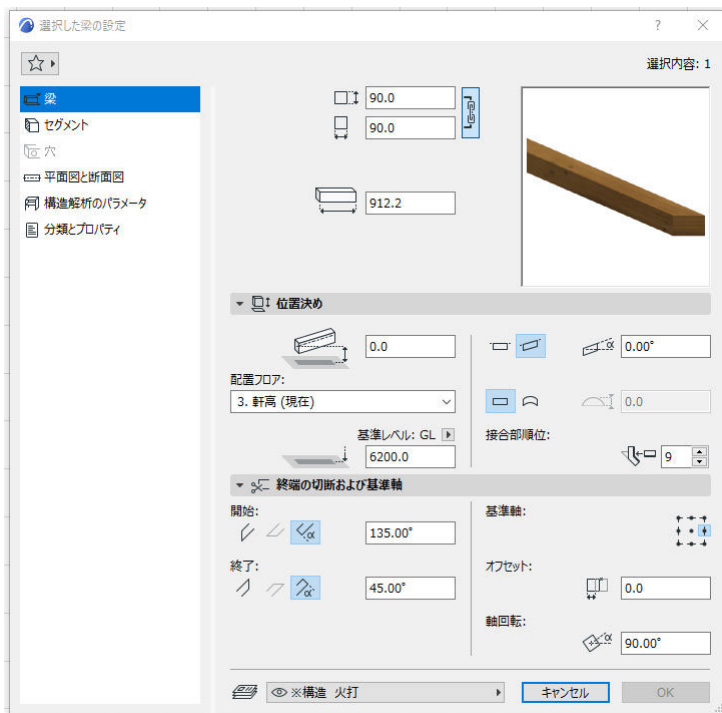 選択した梁の設定
? ×
選択内容: 1
梁
セグメント
穴
平面図と断面図
構造解析のパラメータ
分類とプロパティ
90.0
90.0
912.2
位置決め
0.0
α 0.00°
配置フロア:
3. 軒高 (現在)
0.0
基準レベル: GL
接合部順位:
6200.0
9
終端の切断および基準軸
開始:
基準軸:
α 135.00°
終了:
オフセット:
α 45.00°
0.0
軸回転:
α 90.00°
※構造 火打
キャンセル
OK